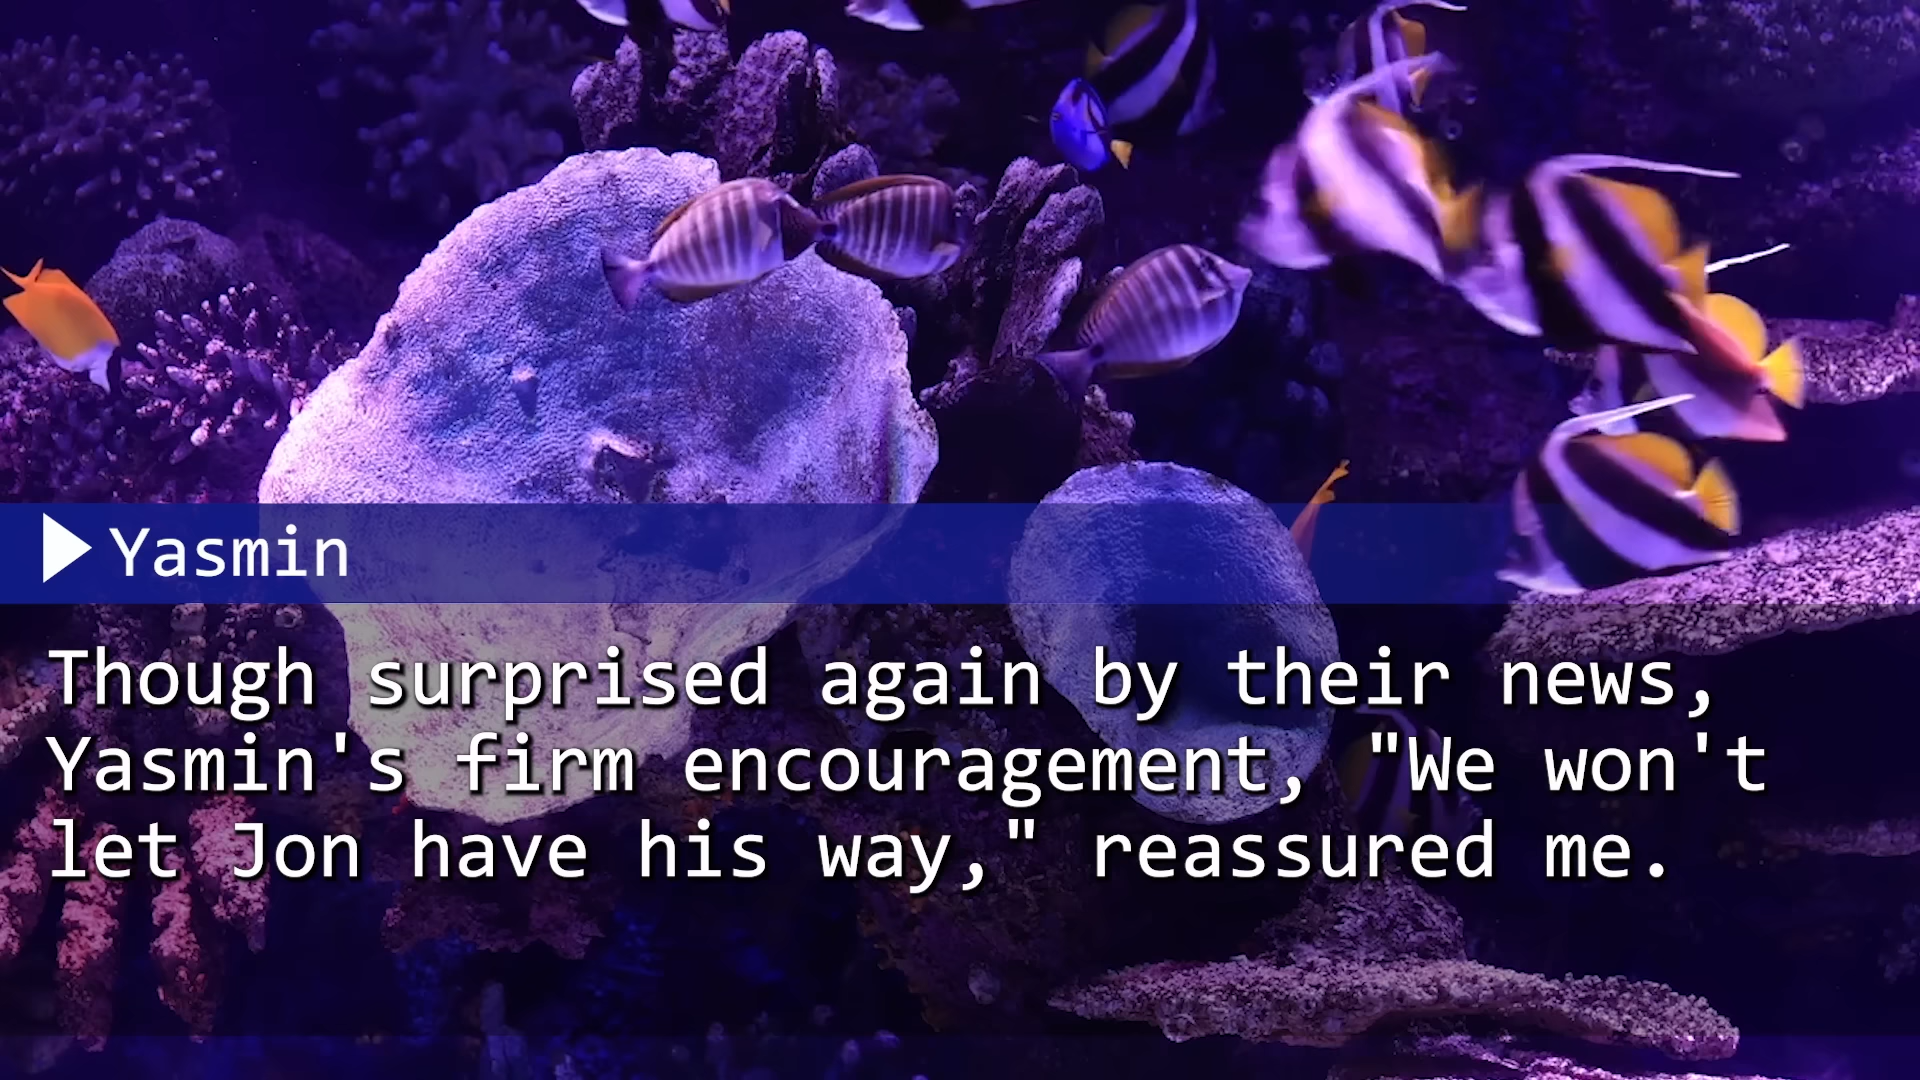 Yasmin
Though surprised again by their news,
Yasmin's firm encouragement, "We won't
let Jon have his way," reassured me.